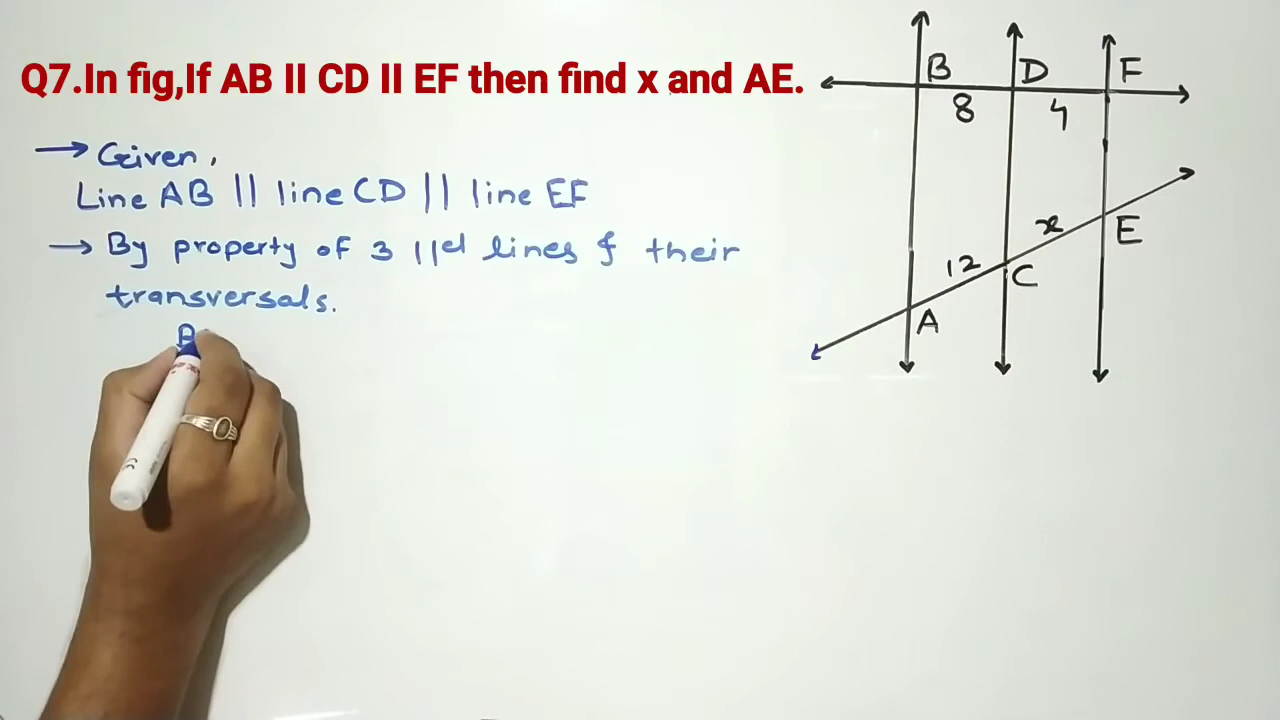 Q7.In fig,If AB II CD II EF then find x and AE.
→ Given,
Line AB || line CD || line EF
→ By property of 3 ||el lines & their
transversals.
B D F
8 4
x E
12 C
A